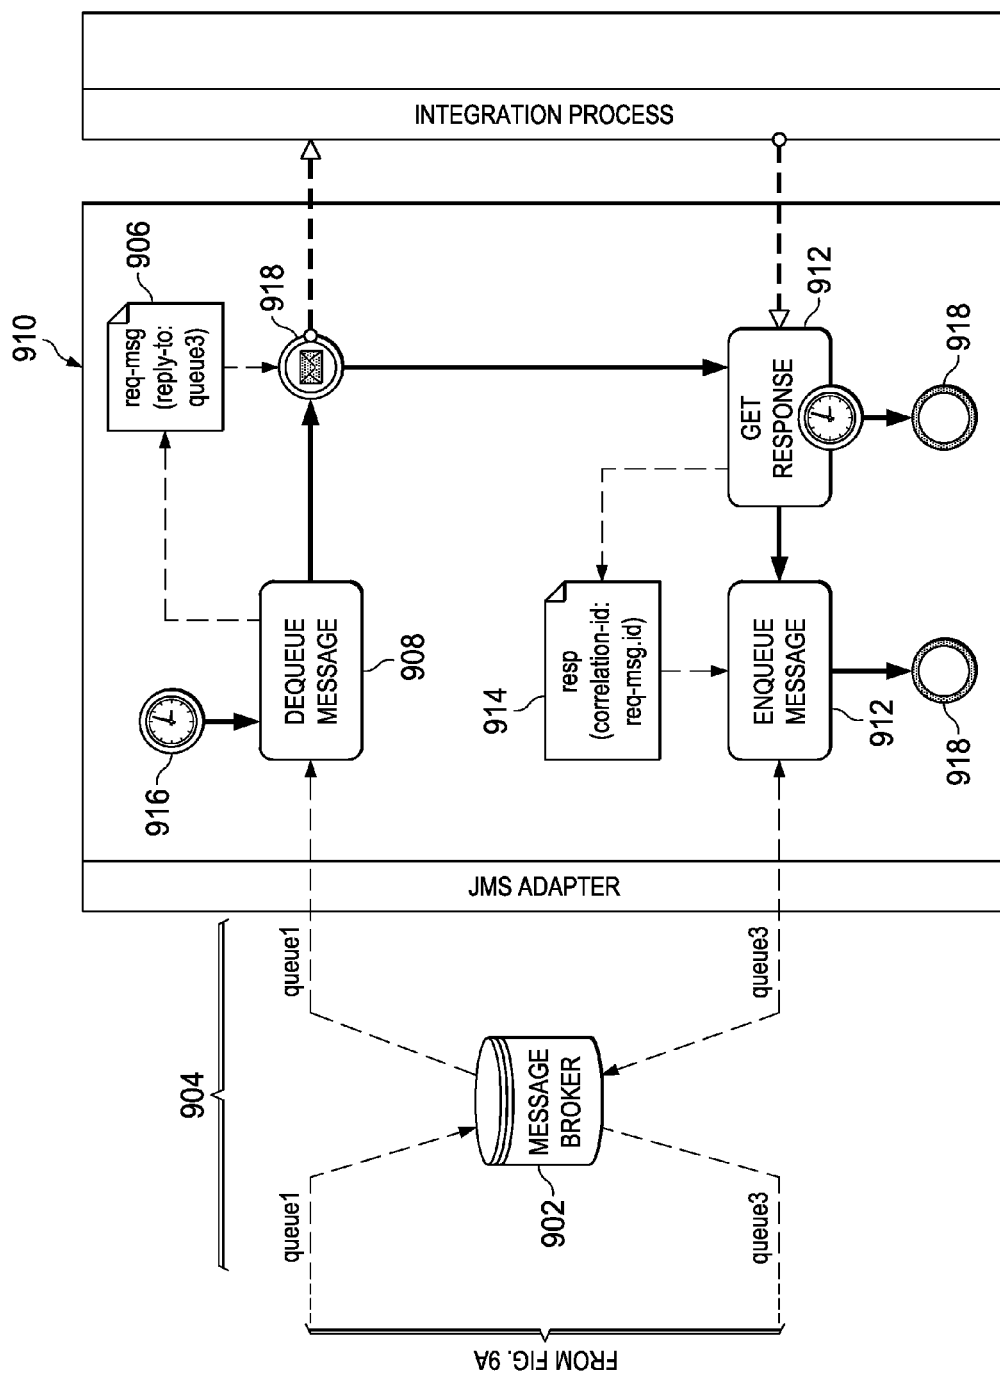 910
906
req-msg
(reply-to:
queue3)
918
INTEGRATION PROCESS
916
DEQUEUE
MESSAGE
908
914
resp
(correlation-id:
req-msg.id)
GET
RESPONSE
912
918
ENQUEUE
MESSAGE
912
918
JMS ADAPTER
904
queue1
queue3
MESSAGE
BROKER
902
queue1
queue3
FROM FIG. 9A